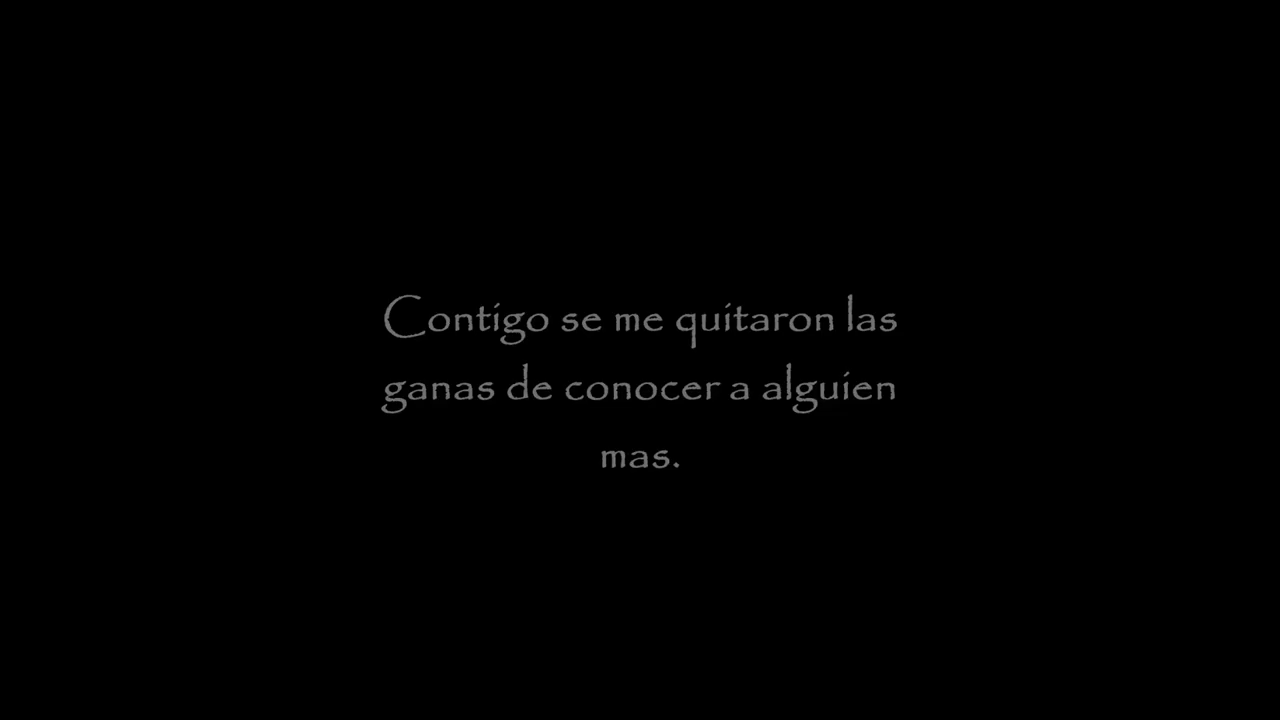 Contigo se me quitaron las
ganas de conocer a alguien
mas.